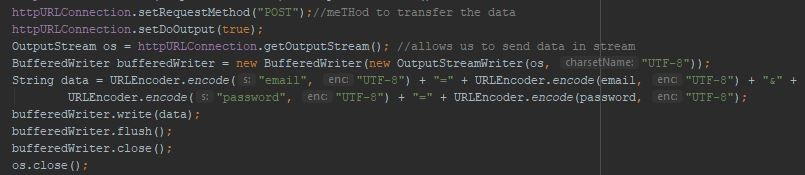 httpURLConnection.setRequestMethod("POST");//meTHod to transfer the data
httpURLConnection.setDoOutput(true);
OutputStream os = httpURLConnection.getOutputStream(); //allows us to send data in stream
BufferedWriter bufferedWriter = new BufferedWriter(new OutputStreamWriter(os, charsetName: "UTF-8"));
String data = URLEncoder.encode( s: "email", enc: "UTF-8") + "=" + URLEncoder.encode(email, enc: "UTF-8") + "&" +
URLEncoder.encode( s: "password", enc: "UTF-8") + "=" + URLEncoder.encode(password, enc: "UTF-8");
bufferedWriter.write(data);
bufferedWriter.flush();
bufferedWriter.close();
os.close();